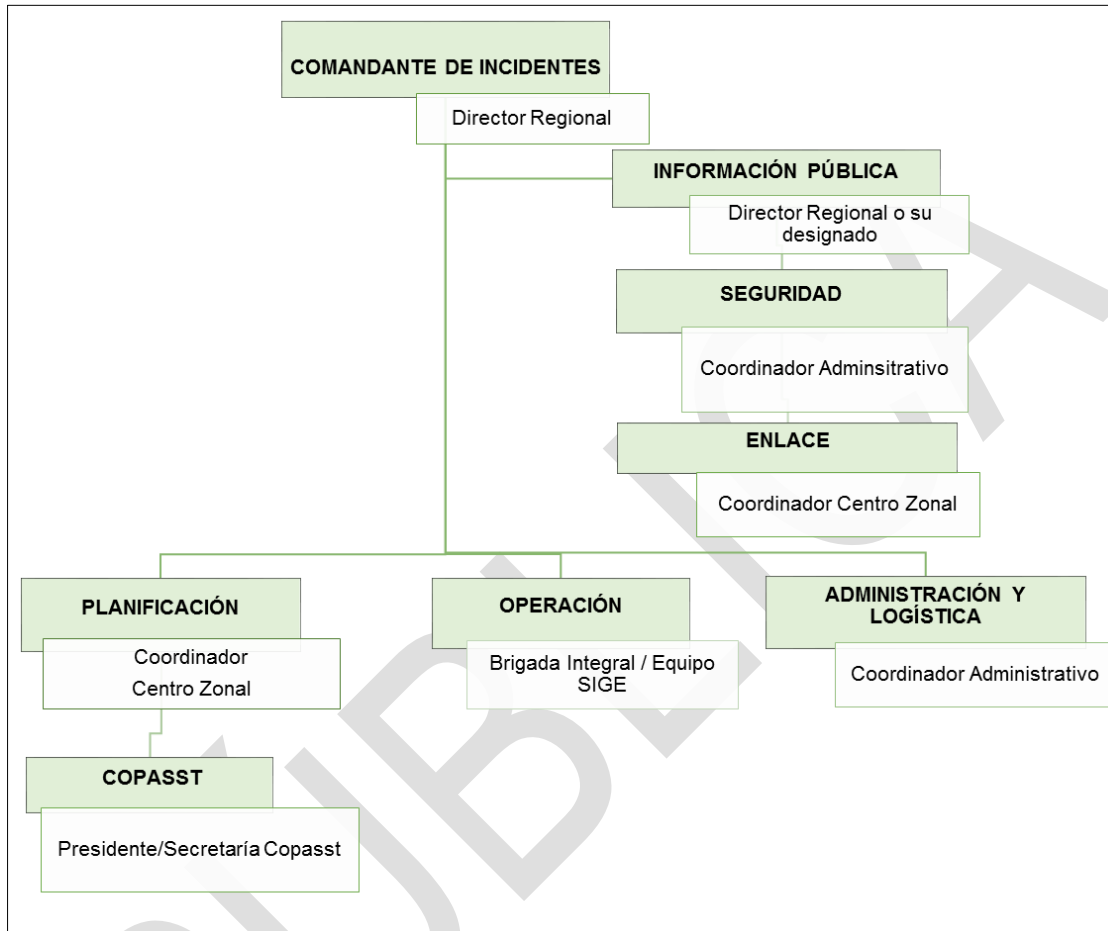 COMANDANTE DE INCIDENTES
Director Regional
INFORMACIÓN PÚBLICA
Director Regional o su
designado
SEGURIDAD
Coordinador Adminsitrativo
ENLACE
Coordinador Centro Zonal
PLANIFICACIÓN
Coordinador
Centro Zonal
OPERACIÓN
Brigada Integral / Equipo
SIGE
ADMINISTRACIÓN Y
LOGÍSTICA
Coordinador Administrativo
COPASST
Presidente/Secretaría Copasst
PÚBLICA